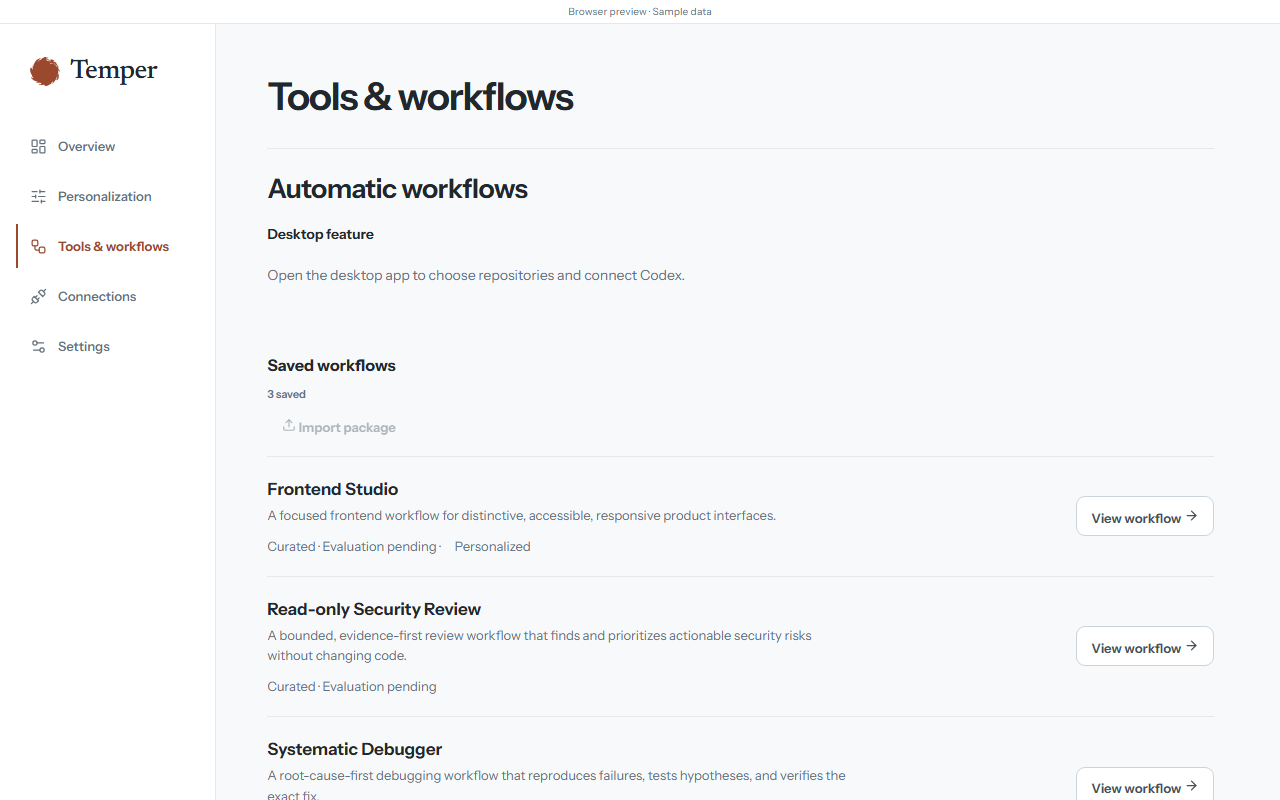 Browser preview · Sample data
Temper
Overview
Personalization
Tools & workflows
Connections
Settings
Tools & workflows
Automatic workflows
Desktop feature
Open the desktop app to choose repositories and connect Codex.
Saved workflows
3 saved
Import package
Frontend Studio
A focused frontend workflow for distinctive, accessible, responsive product interfaces.
Curated · Evaluation pending · Personalized
View workflow →
Read-only Security Review
A bounded, evidence-first review workflow that finds and prioritizes actionable security risks
without changing code.
Curated · Evaluation pending
View workflow →
Systematic Debugger
A root-cause-first debugging workflow that reproduces failures, tests hypotheses, and verifies the
exact fix.
View workflow →